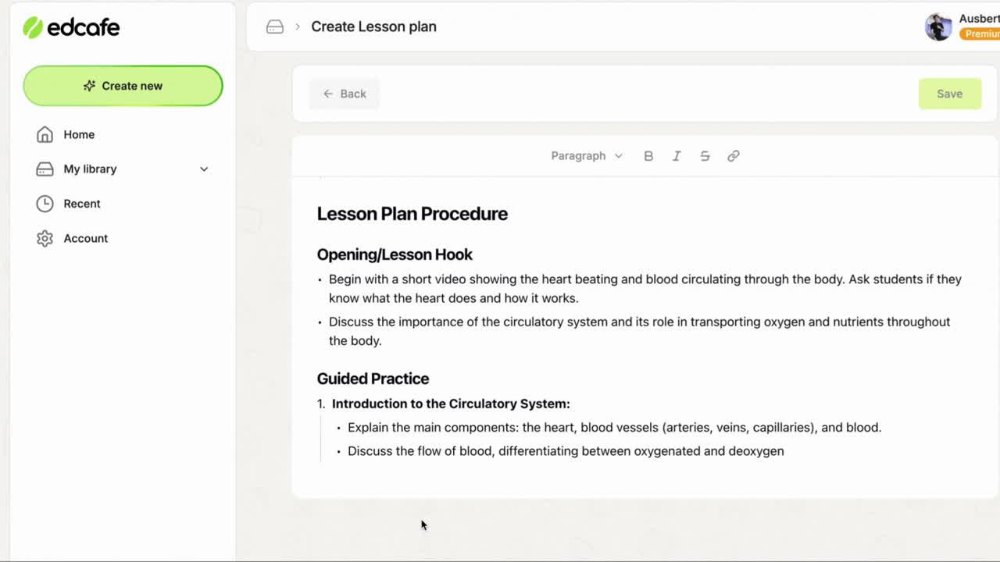 edcafe
Create new
Home
My library
Recent
Account
Create Lesson plan
Ausbert
Premium
Back
Save
Paragraph
B I S
Lesson Plan Procedure
Opening/Lesson Hook
• Begin with a short video showing the heart beating and blood circulating through the body. Ask students if they
know what the heart does and how it works.
• Discuss the importance of the circulatory system and its role in transporting oxygen and nutrients throughout
the body.
Guided Practice
1. Introduction to the Circulatory System:
• Explain the main components: the heart, blood vessels (arteries, veins, capillaries), and blood.
• Discuss the flow of blood, differentiating between oxygenated and deoxygen